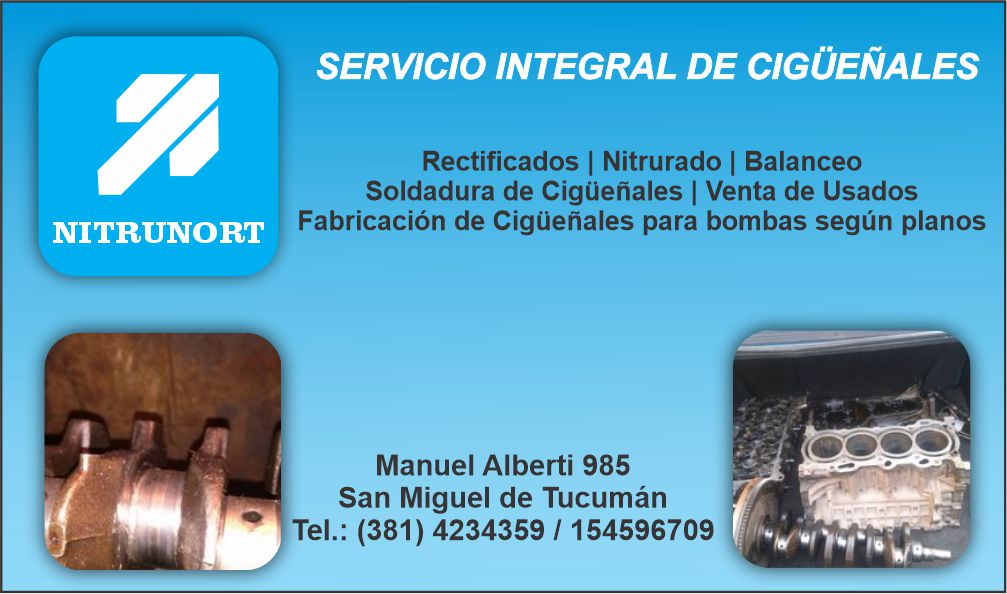 SERVICIO INTEGRAL DE CIGÜEÑALES
NITRUNORT
Rectificados | Nitrurado | Balanceo
Soldadura de Cigüeñales | Venta de Usados
Fabricación de Cigüeñales para bombas según planos
Manuel Alberti 985
San Miguel de Tucumán
Tel.: (381) 4234359 / 154596709